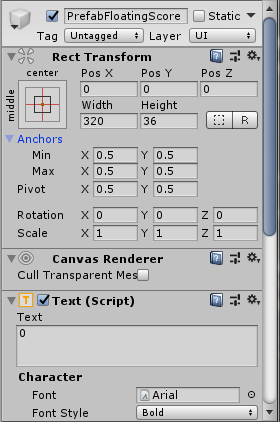 PrefabFloatingScore Static
Tag Untagged Layer UI
Rect Transform
center Pos X Pos Y Pos Z
middle 0 0 0
Width Height
320 36 R
Anchors
Min X 0.5 Y 0.5
Max X 0.5 Y 0.5
Pivot X 0.5 Y 0.5
Rotation X 0 Y 0 Z 0
Scale X 1 Y 1 Z 1
Canvas Renderer
Cull Transparent Mes
T Text (Script)
Text
0
Character
Font Arial
Font Style Bold